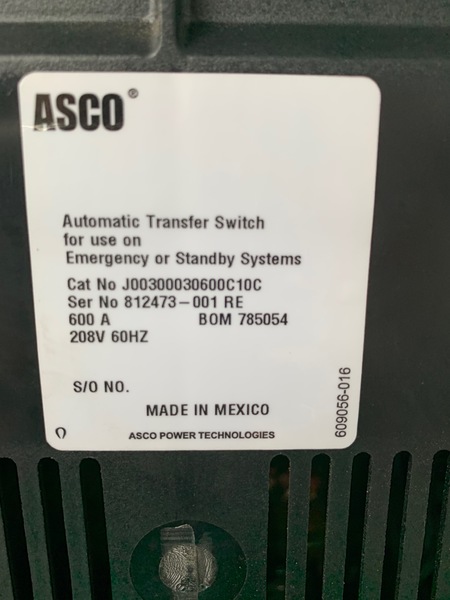 ASCO®
Automatic Transfer Switch
for use on
Emergency or Standby Systems
Cat No J00300030600C10C
Ser No 812473-001 RE
600 A BOM 785054
208V 60HZ
S/O NO.
MADE IN MEXICO
ASCO POWER TECHNOLOGIES
609056-016